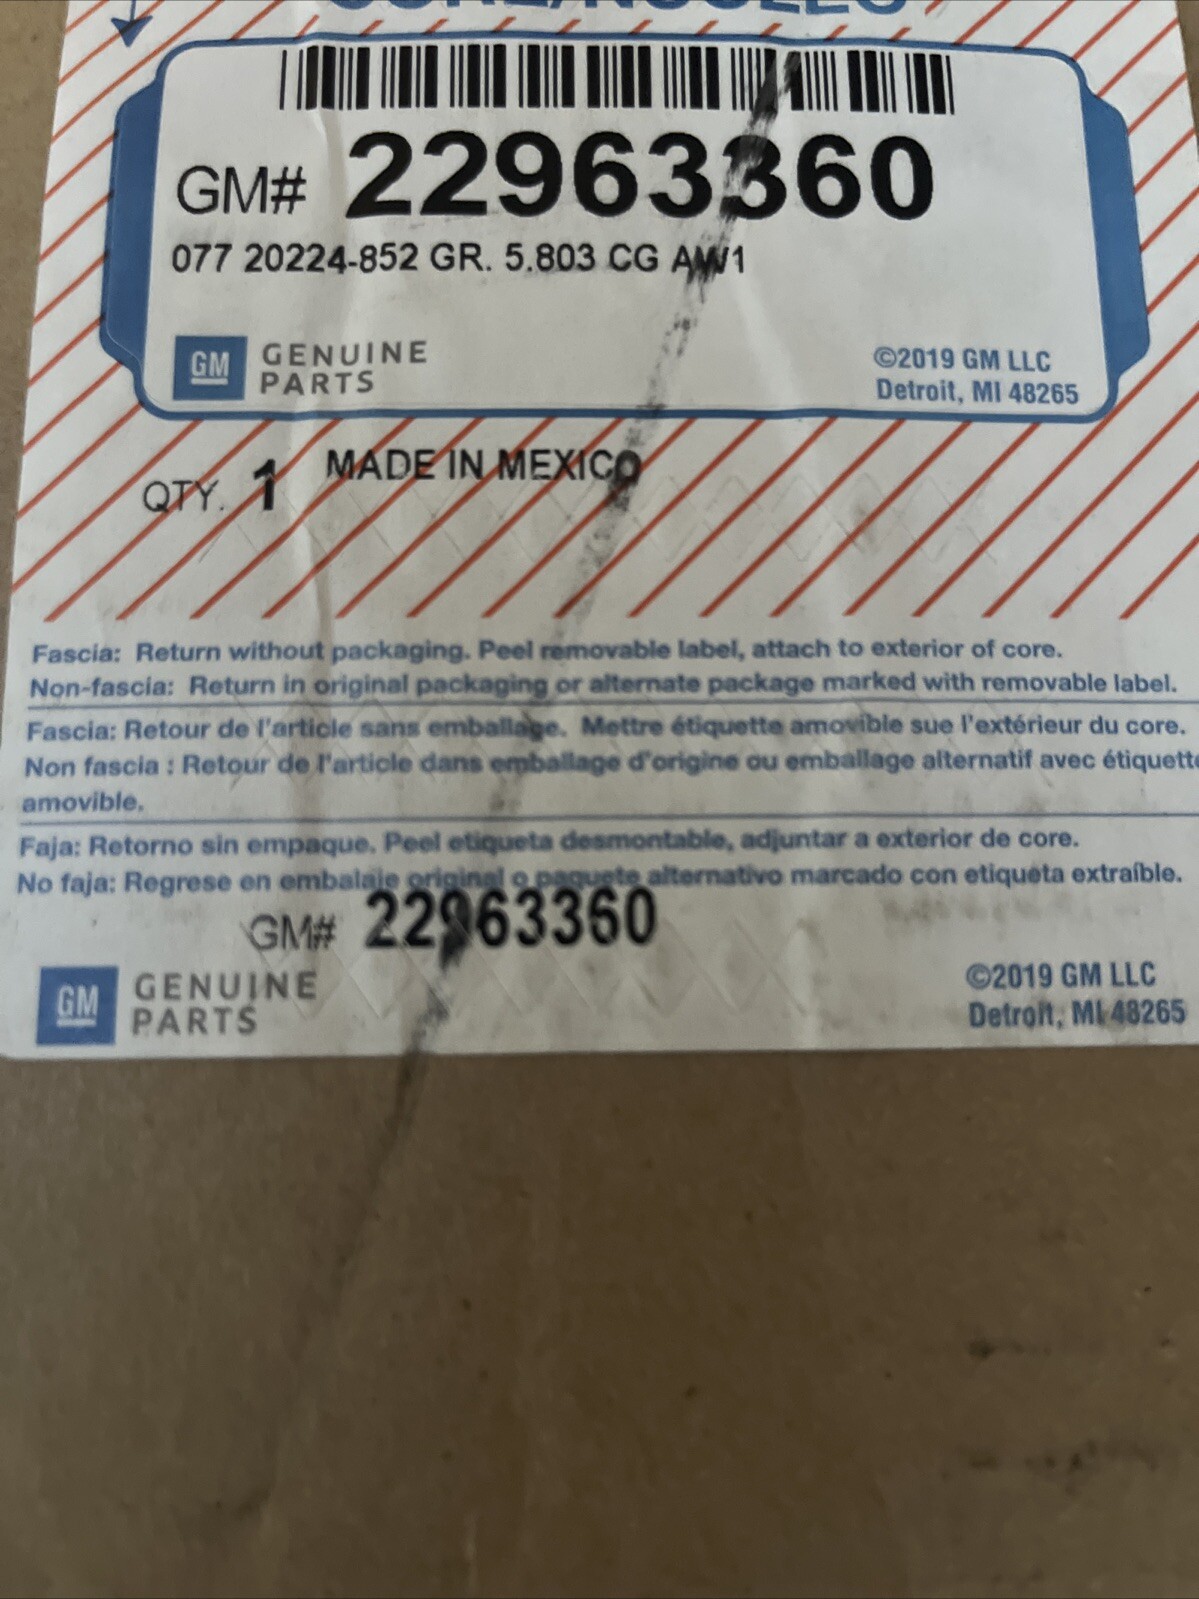 CORE/NUCLEO
GM# 22963360
077 20224-852 GR. 5.803 CG AW1
GM GENUINE PARTS
©2019 GM LLC
Detroit, MI 48265
QTY. 1 MADE IN MEXICO
Fascia: Return without packaging. Peel removable label, attach to exterior of core.
Non-fascia: Return in original packaging or alternate package marked with removable label.
Fascia: Retour de l'article sans emballage. Mettre étiquette amovible sue l'extérieur du core.
Non fascia : Retour de l'article dans emballage d'origine ou emballage alternatif avec étiquette
amovible.
Faja: Retorno sin empaque. Peel etiqueta desmontable, adjuntar a exterior de core.
No faja: Regrese en embalaje original o paquete alternativo marcado con etiqueta extraíble.
GM# 22963360
GM GENUINE PARTS
©2019 GM LLC
Detroit, MI 48265